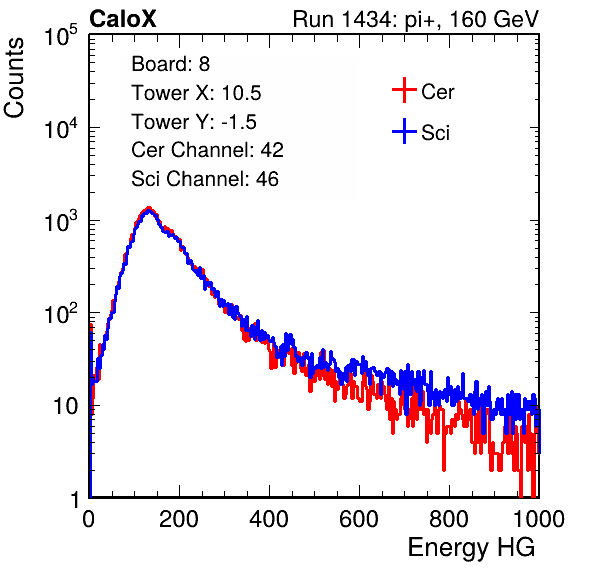 CaloX
Run 1434: pi+, 160 GeV
Counts
Board: 8
Tower X: 10.5
Tower Y: -1.5
Cer Channel: 42
Sci Channel: 46
Cer
Sci
10^5
10^4
10^3
10^2
10
1
0 200 400 600 800 1000
Energy HG